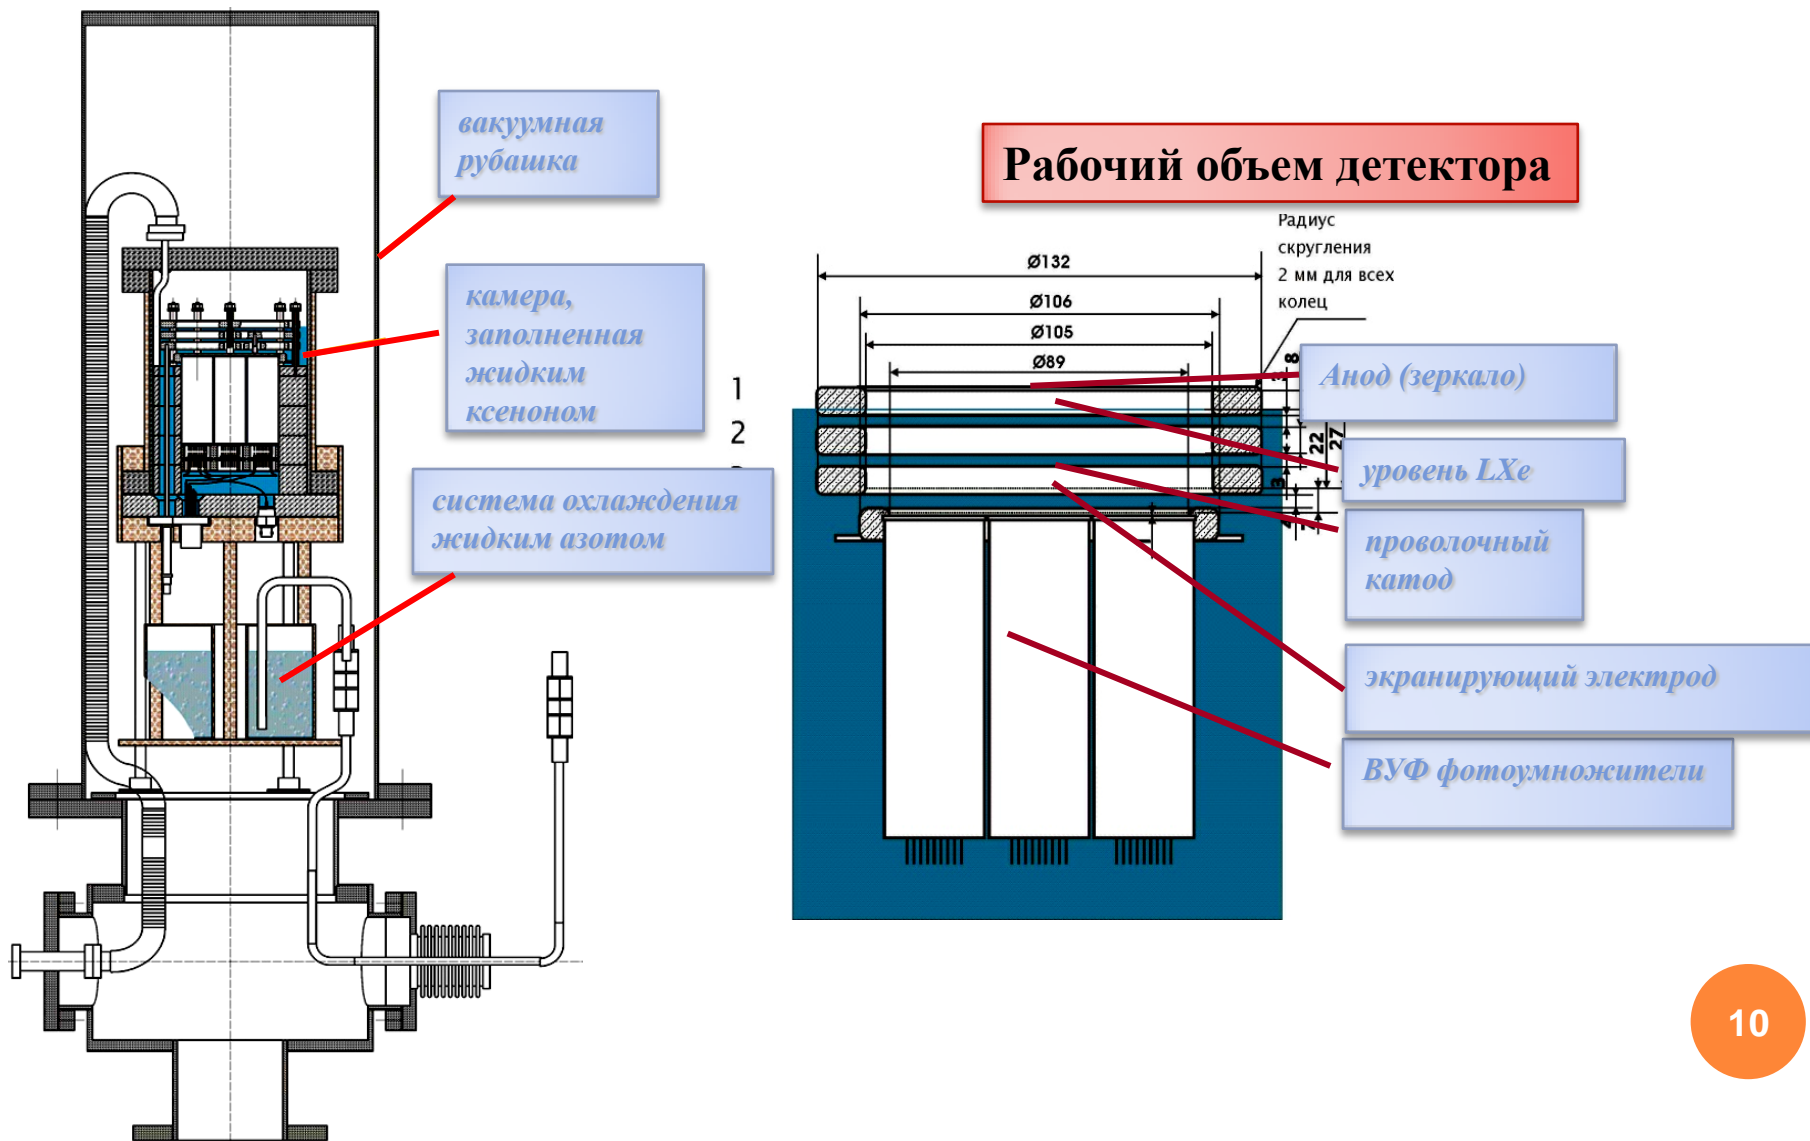 вакуумная
рубашка
камера,
заполненная
жидким
ксеноном
система охлаждения
жидким азотом
Рабочий объем детектора
Радиус
скругления
2 мм для всех
колец
Ø132
Ø106
Ø105
Ø89
1
2
8
22
27
3
Анод (зеркало)
уровень LXe
проволочный
катод
экранирующий электрод
ВУФ фотоумножители
10